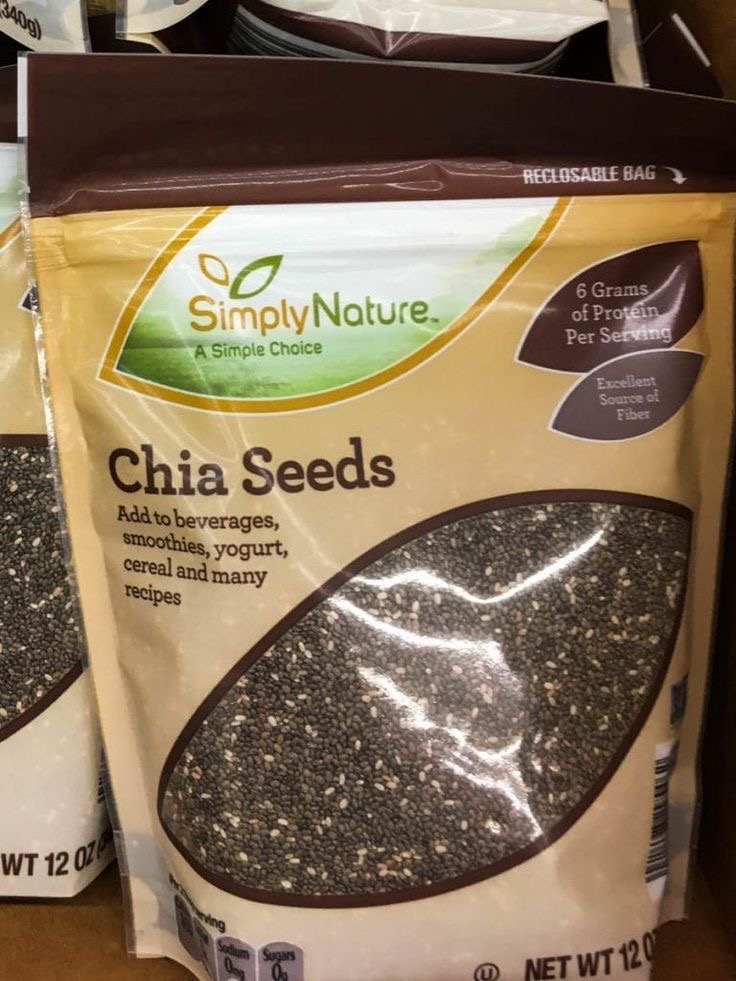 340g)
RECLOSABLE BAG
SimplyNature™
A Simple Choice
6 Grams
of Protein
Per Serving
Excellent
Source of
Fiber
Chia Seeds
Add to beverages,
smoothies, yogurt,
cereal and many
recipes
WT 12 OZ
Sodium
0mg
Sugars
0g
U
NET WT 12 O